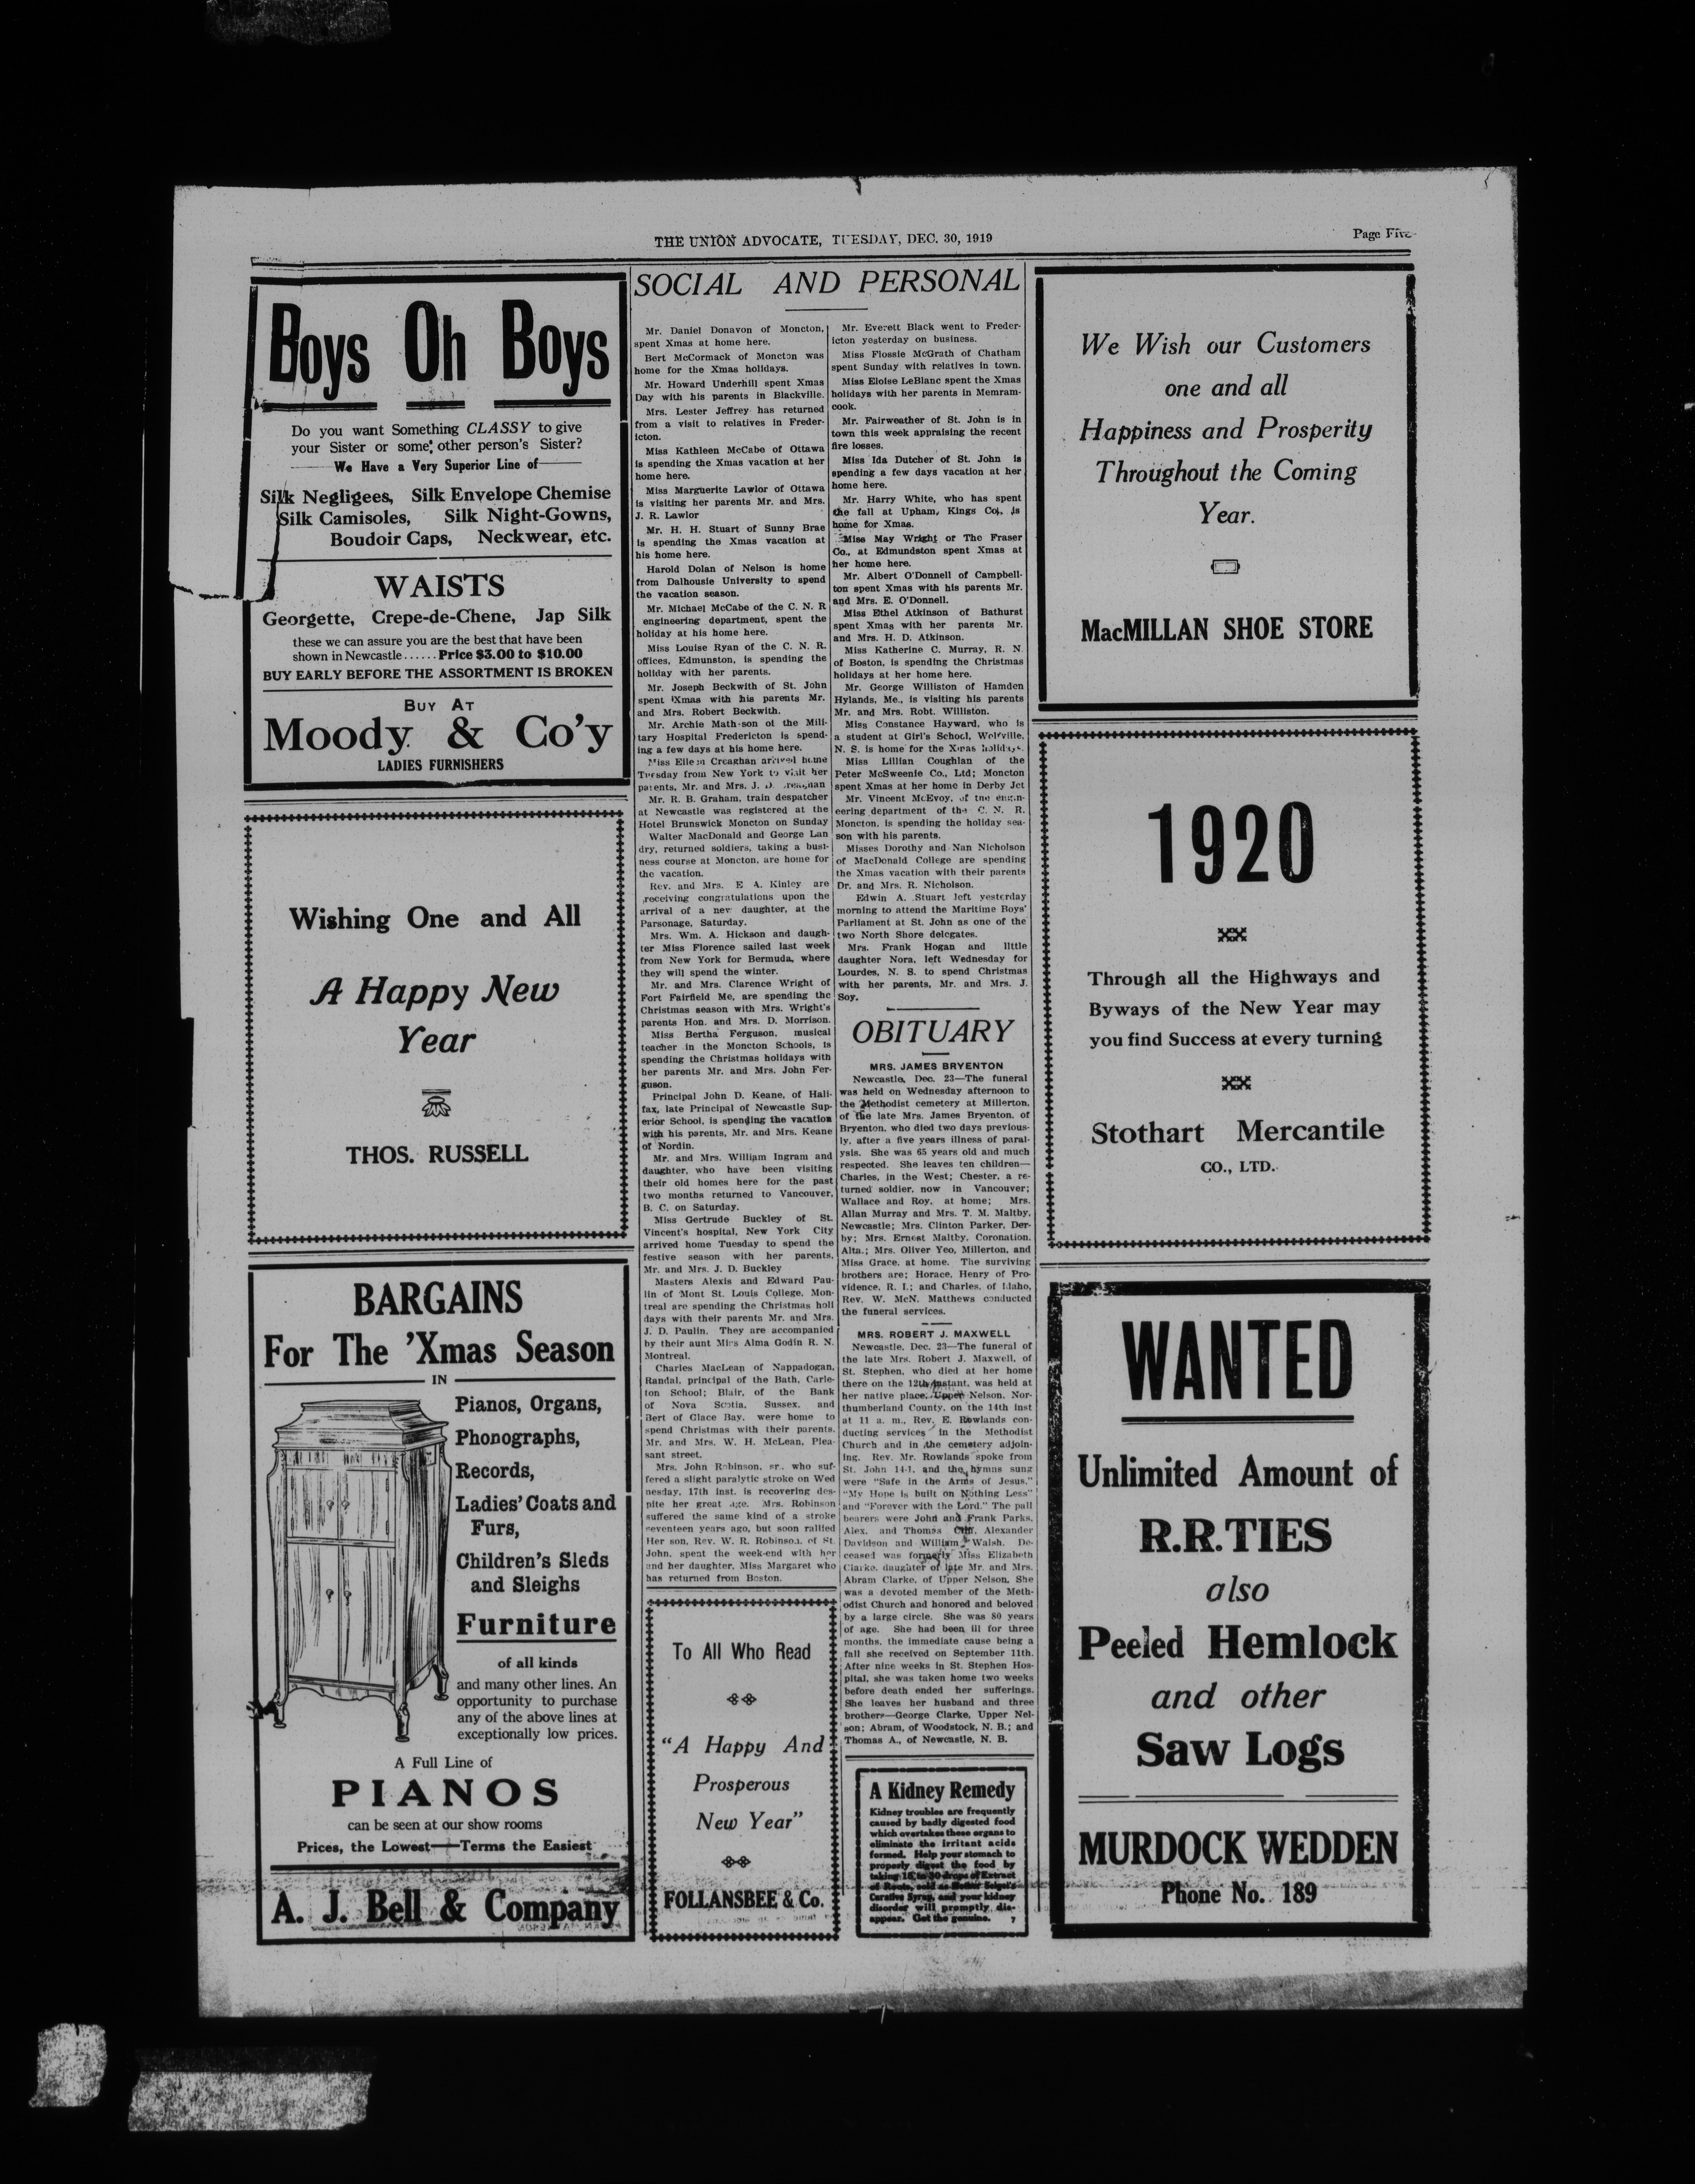 THE UNION ADVOCATE, TUESDAY, DEC. 30, 1919
Page Five
Boys Oh Boys
Do you want Something CLASSY to give
your Sister or some other person's Sister?
We Have a Very Superior Line of
Silk Negligees, Silk Envelope Chemise
Silk Camisoles, Silk Night-Gowns,
Boudoir Caps, Neckwear, etc.
WAISTS
Georgette, Crepe-de-Chene, Jap Silk
these we can assure you are the best that have been
shown in Newcastle......Price $3.00 to $10.00
BUY EARLY BEFORE THE ASSORTMENT IS BROKEN
BUY AT
Moody & Co'y
LADIES FURNISHERS
Wishing One and All
A Happy New
Year
THOS. RUSSELL
BARGAINS
For The 'Xmas Season
IN
Pianos, Organs,
Phonographs,
Records,
Ladies' Coats and
Furs,
Children's Sleds
and Sleighs
Furniture
of all kinds
and many other lines. An
opportunity to purchase
any of the above lines at
exceptionally low prices.
A Full Line of
PIANOS
can be seen at our show rooms
Prices, the Lowest—Terms the Easiest
A. J. Bell & Company
SOCIAL AND PERSONAL
Mr. Daniel Donavon of Moncton,
spent Xmas at home here.
Bert McCormack of Moncton was
home for the Xmas holidays.
Mr. Howard Underhill spent Xmas
Day with his parents in Blackville.
Mrs. Lester Jeffrey has returned
from a visit to relatives in Freder-
icton.
Miss Kathleen McCabe of Ottawa
is spending the Xmas vacation at her
home here.
Miss Marguerite Lawlor of Ottawa
is visiting her parents Mr. and Mrs.
J. R. Lawlor
Mr. H. H. Stuart of Sunny Brae
is spending the Xmas vacation at
his home here.
Harold Dolan of Nelson is home
from Dalhousie University to spend
the vacation season.
Mr. Michael McCabe of the C. N. R
engineering department, spent the
holiday at his home here.
Miss Louise Ryan of the C. N. R.
offices, Edmunston, is spending the
holiday with her parents.
Mr. Joseph Beckwith of St. John
spent Xmas with his parents Mr.
and Mrs. Robert Beckwith.
Mr. Archie Mathson of the Mili-
tary Hospital Fredericton is spend-
ing a few days at his home here.
Miss Eileen Creaghan arrived home
Tuesday from New York to visit her
parents, Mr. and Mrs. J. D.
Mr. R. B. Graham, train despatcher
at Newcastle was registered at the
Hotel Brunswick Moncton on Sunday
Walter MacDonald and George Lan
dry, returned soldiers, taking a busi-
ness course at Moncton, are home for
the vacation.
Rev. and Mrs. E A. Kinley are
receiving congratulations upon the
arrival of a new daughter, at the
Parsonage, Saturday.
Mrs. Wm. A. Hickson and daugh-
ter Miss Florence sailed last week
from New York for Bermuda, where
they will spend the winter.
Mr. and Mrs. Clarence Wright of
Fort Fairfield Me, are spending the
Christmas season with Mrs. Wright's
parents Hon. and Mrs. D. Morrison.
Miss Bertha Ferguson, musical
teacher in the Moncton Schools, is
spending the Christmas holidays with
her parents Mr. and Mrs. John Fer-
guson.
Principal John D. Keane, of Hali-
fax, late Principal of Newcastle Sup-
erior School, is spending the vacation
with his parents, Mr. and Mrs. Keane
of Nordin.
Mr. and Mrs. William Ingram and
daughter, who have been visiting
their old homes here for the past
two months returned to Vancouver,
B. C. on Saturday.
Miss Gertrude Buckley of St.
Vincent's hospital, New York City
arrived home Tuesday to spend the
festive season with her parents,
Mr. and Mrs. J. D. Buckley
Masters Alexis and Edward Pau-
lin of Mont St. Louis College, Mon-
treal are spending the Christmas holi
days with their parents Mr. and Mrs.
J. D. Paulin. They are accompanied
by their aunt Miss Alma Godin R. N.
Montreal.
Charles MacLean of Nappadogan,
Randal, principal of the Bath, Carle-
ton School; Blair, of the Bank
of Nova Scotia, Sussex, and
Bert of Glace Bay, were home to
spend Christmas with their parents.
Mr. and Mrs. W. H. McLean, Plea-
sant street.
Mrs. John Robinson, sr., who suf-
fered a slight paralytic stroke on Wed
nesday, 17th inst. is recovering des-
pite her great age. Mrs. Robinson
suffered the same kind of a stroke
seventeen years ago, but soon rallied
Her son, Rev. W. R. Robinson, of St.
John, spent the week-end with her
and her daughter, Miss Margaret who
has returned from Boston.
To All Who Read
"A Happy And
Prosperous
New Year"
FOLLANSBEE & Co.
Mr. Everett Black went to Freder-
icton yesterday on business.
Miss Flossie McGrath of Chatham
spent Sunday with relatives in town.
Miss Eloise LeBlanc spent the Xmas
holidays with her parents in Memram-
cook.
Mr. Fairweather of St. John is in
town this week appraising the recent
fire losses.
Miss Ida Dutcher of St. John is
spending a few days vacation at her
home here.
Mr. Harry White, who has spent
the fall at Upham, Kings Co., is
home for Xmas.
Miss May Wright or The Fraser
Co., at Edmundston spent Xmas at
her home here.
Mr. Albert O'Donnell of Campbell-
ton spent Xmas with his parents Mr.
and Mrs. E. O'Donnell.
Miss Ethel Atkinson of Bathurst
spent Xmas with her parents Mr.
and Mrs. H. D. Atkinson.
Miss Katherine C. Murray, R. N.
of Boston, is spending the Christmas
holidays at her home here.
Mr. George Williston of Hamden
Hylands, Me., is visiting his parents
Mr. and Mrs. Robt. Williston.
Miss Constance Hayward, who is
a student at Girl's School, Wolfville,
N. S. is home for the Xmas holidays.
Miss Lillian Coughlan of the
Peter McSweenie Co., Ltd; Moncton
spent Xmas at her home in Derby Jct
Mr. Vincent McEvoy, of the engin-
eering department of the C. N. R.
Moncton, is spending the holiday sea-
son with his parents.
Misses Dorothy and Nan Nicholson
of MacDonald College are spending
the Xmas vacation with their parents
Dr. and Mrs. R. Nicholson.
Edwin A. Stuart left yesterday
morning to attend the Maritime Boys'
Parliament at St. John as one of the
two North Shore delegates.
Mrs. Frank Hogan and little
daughter Nora, left Wednesday for
Lourdes, N. S. to spend Christmas
with her parents, Mr. and Mrs. J.
Soy.
OBITUARY
MRS. JAMES BRYENTON
Newcastle, Dec. 23—The funeral
was held on Wednesday afternoon to
the Methodist cemetery at Millerton,
of the late Mrs. James Bryenton, of
Bryenton, who died two days previous-
ly, after a five years illness of paral-
ysis. She was 65 years old and much
respected. She leaves ten children—
Charles, in the West; Chester, a re-
turned soldier, now in Vancouver;
Wallace and Roy, at home; Mrs.
Allan Murray and Mrs. T. M. Maltby,
Newcastle; Mrs. Clinton Parker, Der-
by; Mrs. Ernest Maltby, Coronation,
Alta.; Mrs. Oliver Yeo, Millerton, and
Miss Grace, at home. The surviving
brothers are; Horace, Henry of Pro-
vidence, R. I.; and Charles, of Idaho,
Rev. W. McN. Matthews conducted
the funeral services.
MRS. ROBERT J. MAXWELL
Newcastle, Dec. 23—The funeral of
the late Mrs. Robert J. Maxwell, of
St. Stephen, who died at her home
there on the 12th instant, was held at
her native place, Upper Nelson, Nor-
thumberland County, on the 14th inst
at 11 a. m., Rev. E. Rowlands con-
ducting services in the Methodist
Church and in the cemetery adjoin-
ing. Rev. Mr. Rowlands spoke from
St. John 14-1, and the hymns sung
were "Safe in the Arms of Jesus,"
"My Hope is built on Nothing Less"
and "Forever with the Lord." The pall
bearers were John and Frank Parks,
Alex. and Thomas Alexander
Davidson and William Walsh. De-
ceased was formerly Miss Elizabeth
Clarke, daughter of late Mr. and Mrs.
Abram Clarke, of Upper Nelson. She
was a devoted member of the Meth-
odist Church and honored and beloved
by a large circle. She was 80 years
of age. She had been ill for three
months, the immediate cause being a
fall she received on September 11th.
After nine weeks in St. Stephen Hos-
pital, she was taken home two weeks
before death ended her sufferings.
She leaves her husband and three
brothers—George Clarke, Upper Nel-
son; Abram, of Woodstock, N. B.; and
Thomas A., of Newcastle, N. B.
A Kidney Remedy
Kidney troubles are frequently
caused by badly digested food
which overtakes these organs to
eliminate the irritant acids
formed. Help your stomach to
properly digest the food by
taking 15 to 30 drops of Extract
of Roots, sold as Mother Seigel's
Curative Syrup, and your kidney
disorder will promptly dis-
appear. Get the genuine. 7
We Wish our Customers
one and all
Happiness and Prosperity
Throughout the Coming
Year.
MacMILLAN SHOE STORE
1920
Through all the Highways and
Byways of the New Year may
you find Success at every turning
Stothart Mercantile
CO., LTD.
WANTED
Unlimited Amount of
R.R. TIES
also
Peeled Hemlock
and other
Saw Logs
MURDOCK WEDDEN
Phone No. 189